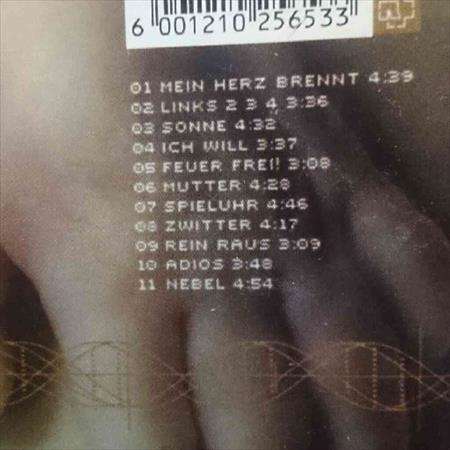 6 001210 256533
01 MEIN HERZ BRENNT 4:39
02 LINKS 2 3 4 3:36
03 SONNE 4:32
04 ICH WILL 3:37
05 FEUER FREI! 3:08
06 MUTTER 4:28
07 SPIELUHR 4:46
08 ZWITTER 4:17
09 REIN RAUS 3:09
10 ADIOS 3:48
11 NEBEL 4:54